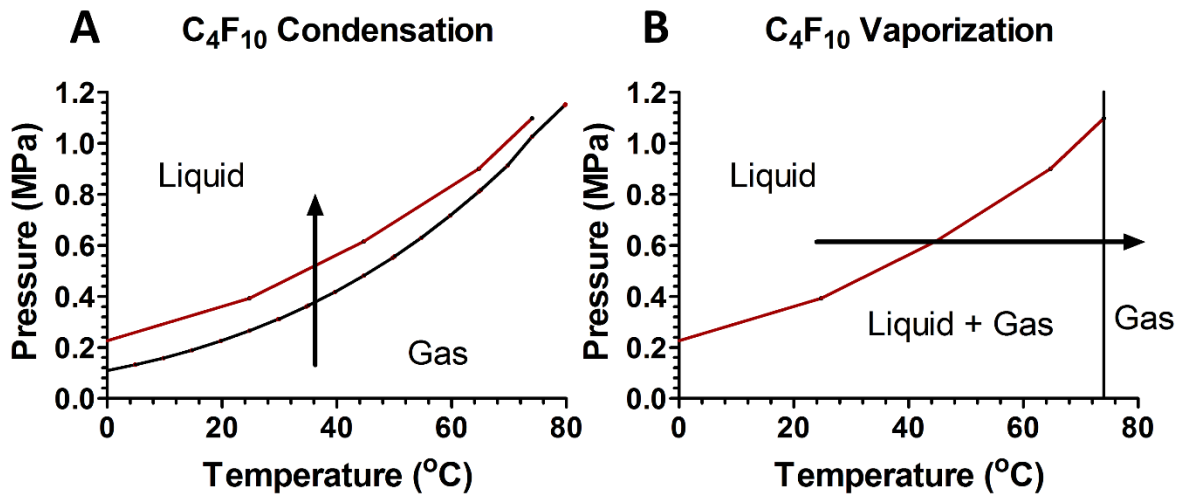 A C₄F₁₀ Condensation
Pressure (MPa)
1.2
1.0
0.8
0.6
0.4
0.2
0.0
Liquid
Gas
0 20 40 60 80
Temperature (°C)
B C₄F₁₀ Vaporization
Pressure (MPa)
1.2
1.0
0.8
0.6
0.4
0.2
0.0
Liquid
Liquid + Gas
Gas
0 20 40 60 80
Temperature (°C)